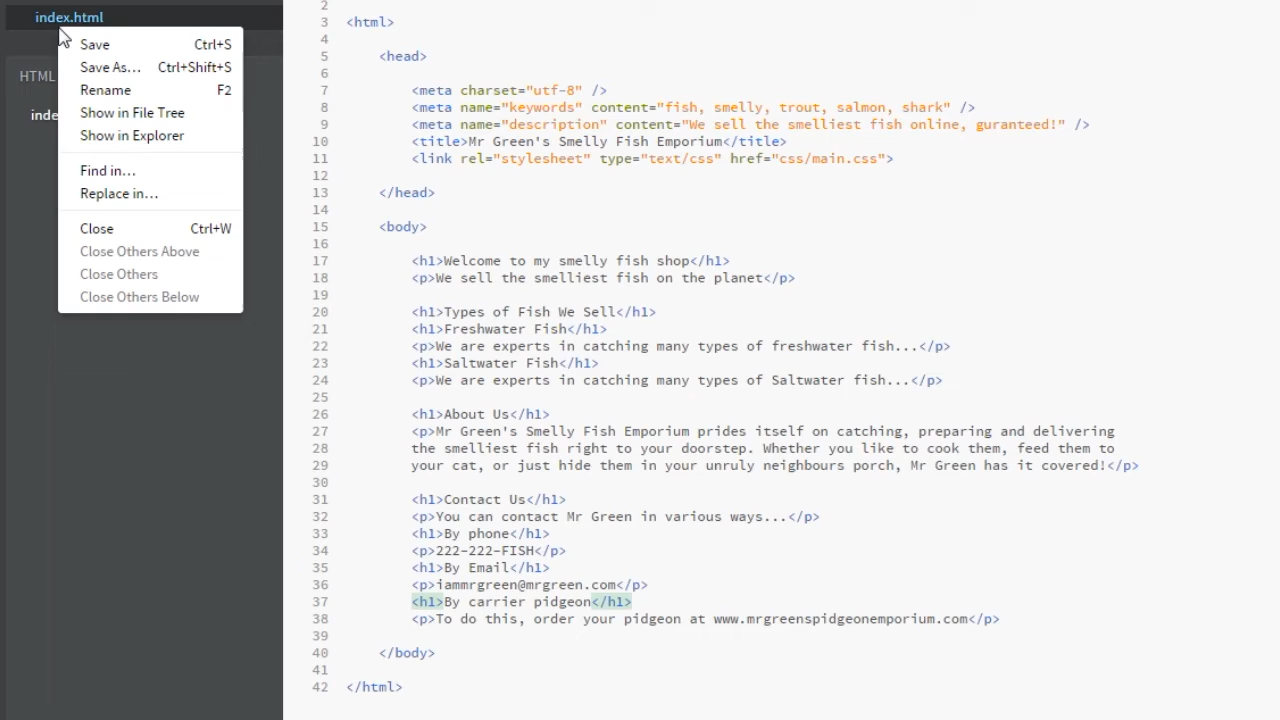 index.html
Save Ctrl+S
Save As... Ctrl+Shift+S
Rename F2
Show in File Tree
Show in Explorer
Find in...
Replace in...
Close Ctrl+W
Close Others Above
Close Others
Close Others Below
HTML
inde
2
3 <html>
4
5 <head>
6
7 <meta charset="utf-8" />
8 <meta name="keywords" content="fish, smelly, trout, salmon, shark" />
9 <meta name="description" content="We sell the smelliest fish online, guranteed!" />
10 <title>Mr Green's Smelly Fish Emporium</title>
11 <link rel="stylesheet" type="text/css" href="css/main.css">
12
13 </head>
14
15 <body>
16
17 <h1>Welcome to my smelly fish shop</h1>
18 <p>We sell the smelliest fish on the planet</p>
19
20 <h1>Types of Fish We Sell</h1>
21 <h1>Freshwater Fish</h1>
22 <p>We are experts in catching many types of freshwater fish...</p>
23 <h1>Saltwater Fish</h1>
24 <p>We are experts in catching many types of Saltwater fish...</p>
25
26 <h1>About Us</h1>
27 <p>Mr Green's Smelly Fish Emporium prides itself on catching, preparing and delivering
28 the smelliest fish right to your doorstep. Whether you like to cook them, feed them to
29 your cat, or just hide them in your unruly neighbours porch, Mr Green has it covered!</p>
30
31 <h1>Contact Us</h1>
32 <p>You can contact Mr Green in various ways...</p>
33 <h1>By phone</h1>
34 <p>222-222-FISH</p>
35 <h1>By Email</h1>
36 <p>iammrgreen@mrgreen.com</p>
37 <h1>By carrier pidgeon</h1>
38 <p>To do this, order your pidgeon at www.mrgreenspidgeonemporium.com</p>
39
40 </body>
41
42 </html>